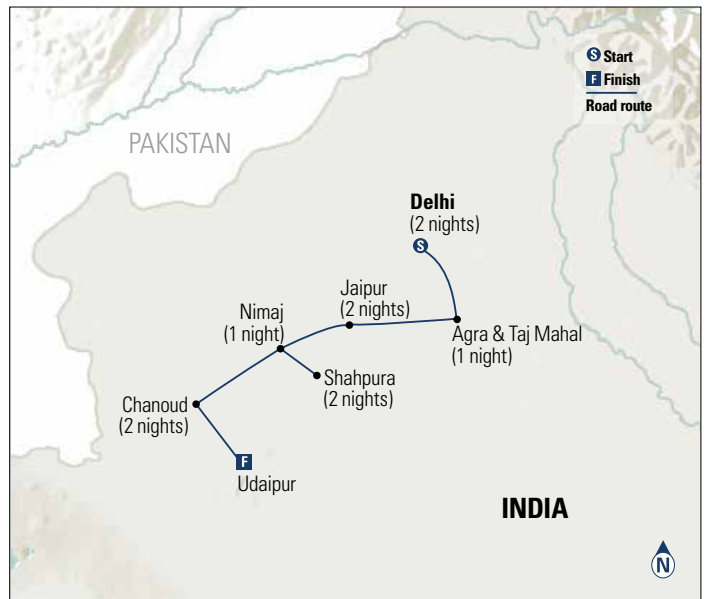 S Start
F Finish
Road route
PAKISTAN
Delhi
(2 nights)
S
Jaipur
(2 nights)
Nimaj
(1 night)
Agra & Taj Mahal
(1 night)
Shahpura
(2 nights)
Chanoud
(2 nights)
F
Udaipur
INDIA
N